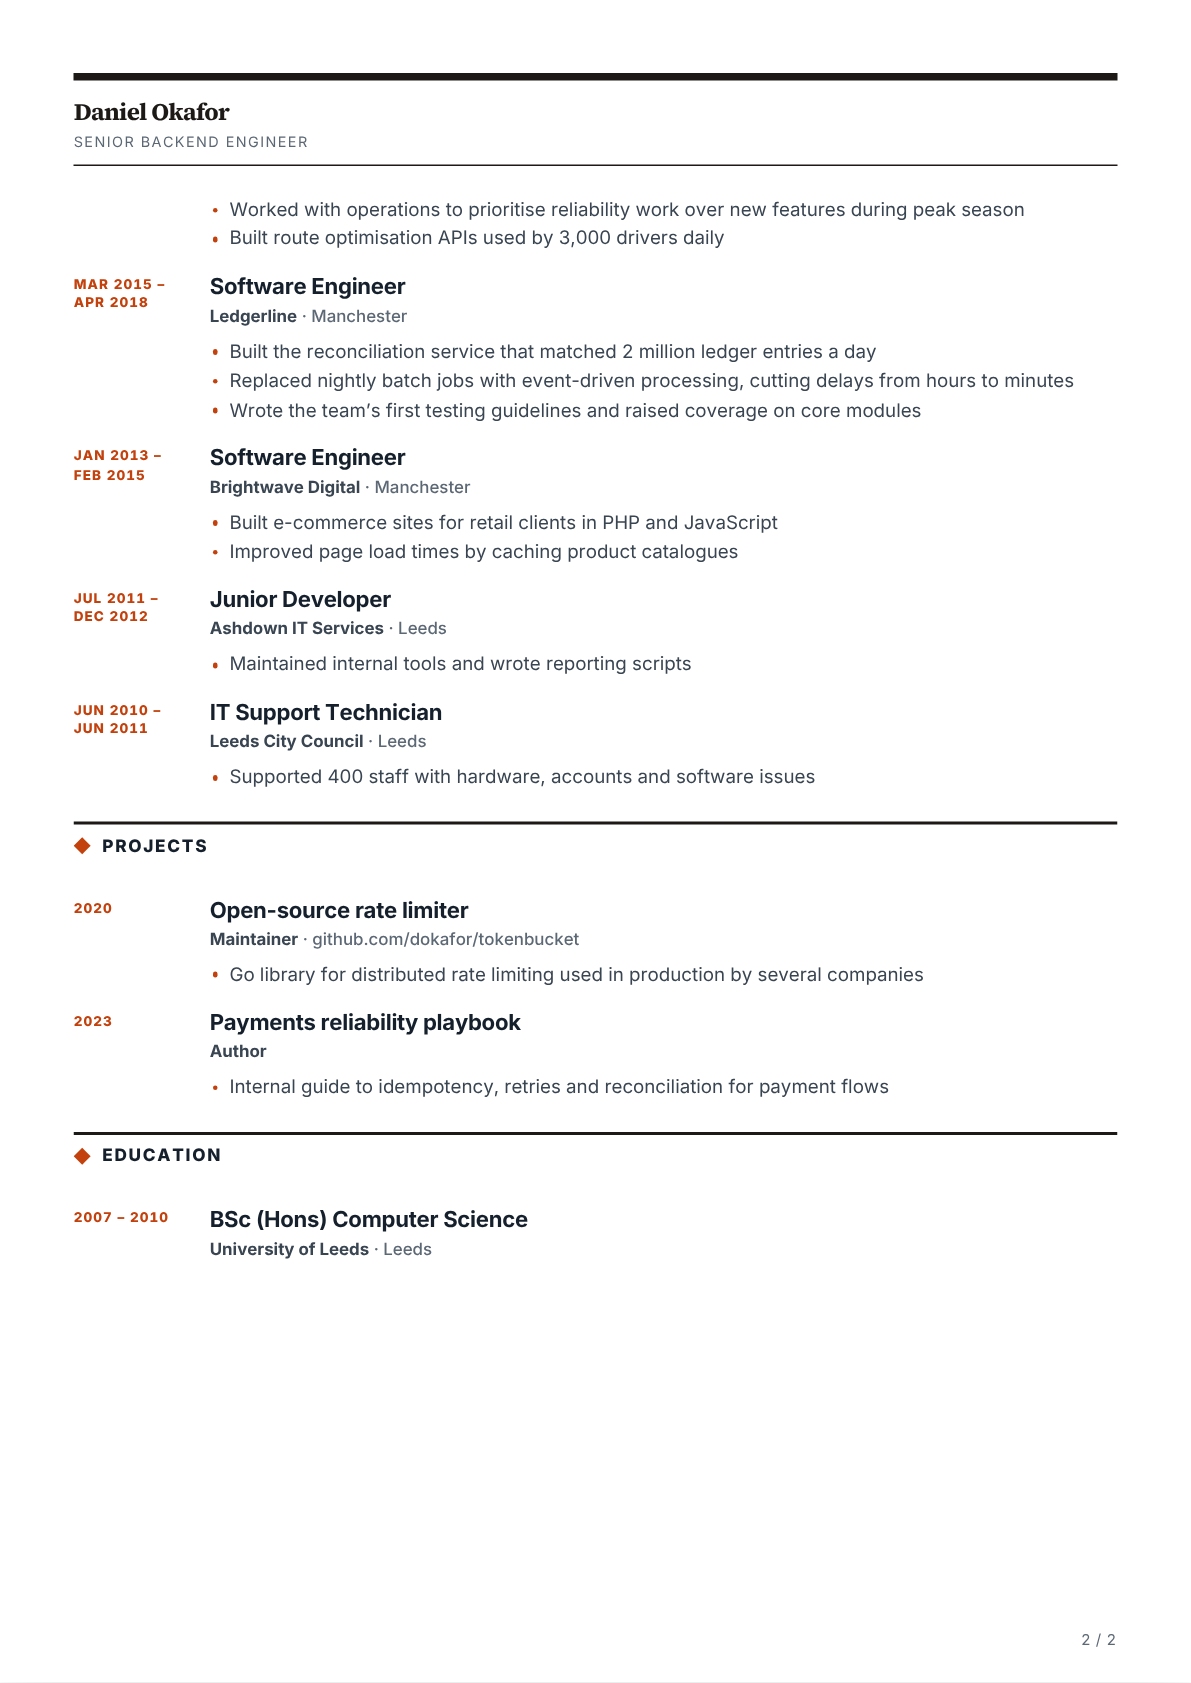 Daniel Okafor
SENIOR BACKEND ENGINEER
• Worked with operations to prioritise reliability work over new features during peak season
• Built route optimisation APIs used by 3,000 drivers daily
MAR 2015 –
APR 2018
Software Engineer
Ledgerline · Manchester
• Built the reconciliation service that matched 2 million ledger entries a day
• Replaced nightly batch jobs with event-driven processing, cutting delays from hours to minutes
• Wrote the team’s first testing guidelines and raised coverage on core modules
JAN 2013 –
FEB 2015
Software Engineer
Brightwave Digital · Manchester
• Built e-commerce sites for retail clients in PHP and JavaScript
• Improved page load times by caching product catalogues
JUL 2011 –
DEC 2012
Junior Developer
Ashdown IT Services · Leeds
• Maintained internal tools and wrote reporting scripts
JUN 2010 –
JUN 2011
IT Support Technician
Leeds City Council · Leeds
• Supported 400 staff with hardware, accounts and software issues
◆ PROJECTS
2020
Open-source rate limiter
Maintainer · github.com/dokafor/tokenbucket
• Go library for distributed rate limiting used in production by several companies
2023
Payments reliability playbook
Author
• Internal guide to idempotency, retries and reconciliation for payment flows
◆ EDUCATION
2007 – 2010
BSc (Hons) Computer Science
University of Leeds · Leeds
2 / 2